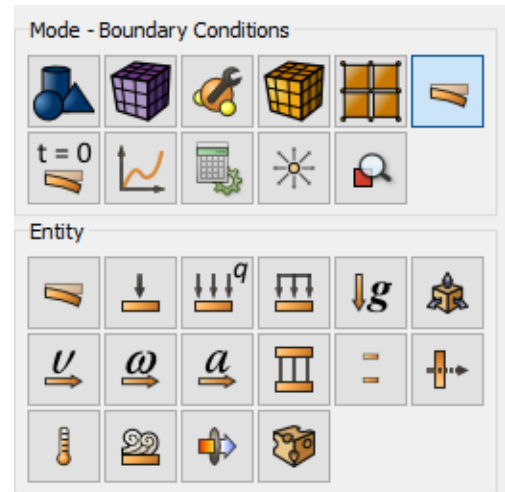 Mode - Boundary Conditions
t = 0
Entity
q
g
υ ω a